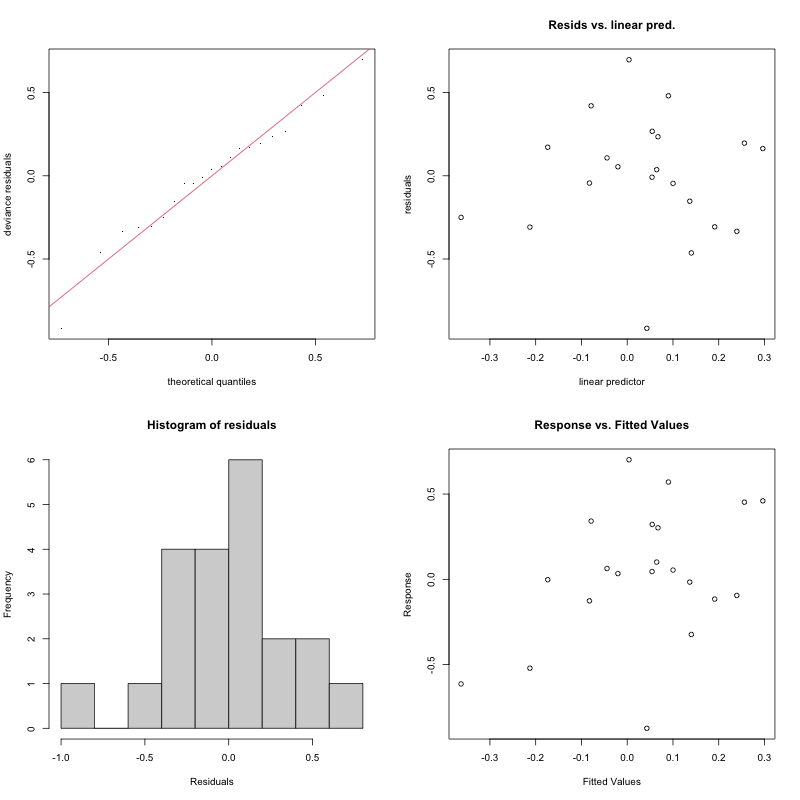 deviance residuals
0.5
0.0
-0.5
-0.5 0.0 0.5
theoretical quantiles
Resids vs. linear pred.
residuals
0.5
0.0
-0.5
-0.3 -0.2 -0.1 0.0 0.1 0.2 0.3
linear predictor
Histogram of residuals
Frequency
6
5
4
3
2
1
0
-1.0 -0.5 0.0 0.5
Residuals
Response vs. Fitted Values
Response
0.5
0.0
-0.5
-0.3 -0.2 -0.1 0.0 0.1 0.2 0.3
Fitted Values